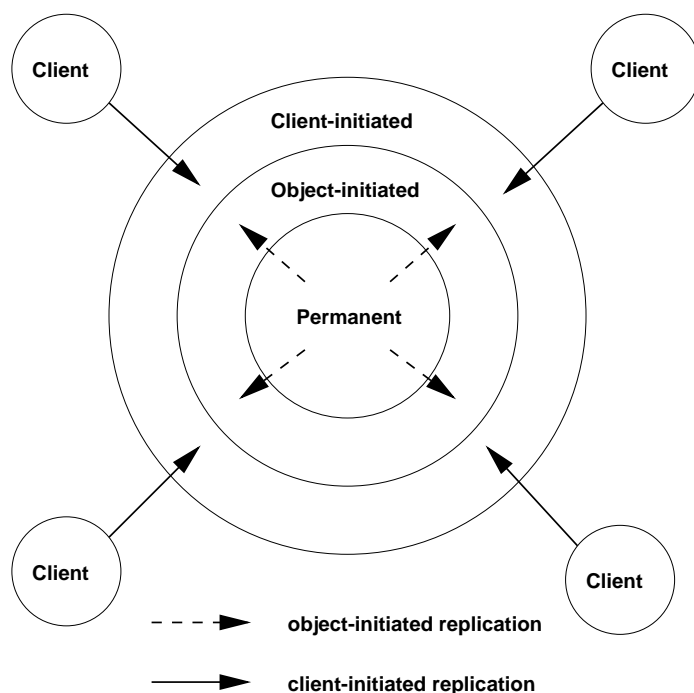 Client
Client
Client-initiated
Object-initiated
Permanent
Client
Client
object-initiated replication
client-initiated replication